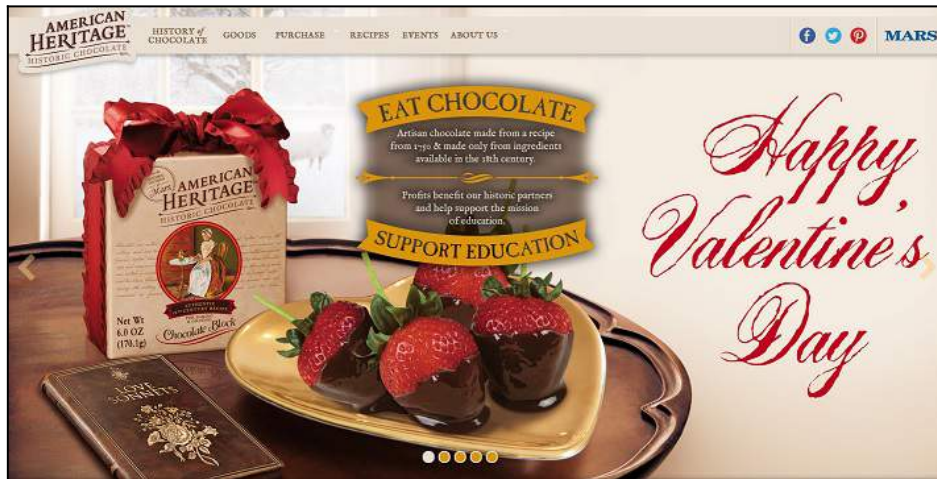 AMERICAN
HERITAGE
HISTORIC CHOCOLATE
HISTORY of
CHOCOLATE
GOODS
PURCHASE
RECIPES
EVENTS
ABOUT US
MARS
EAT CHOCOLATE
Artisan chocolate made from a recipe
from 1750 & made only from ingredients
available in the 18th century.
Profits benefit our historic partners
and help support the mission
of education.
SUPPORT EDUCATION
Happy
Valentine's
Day
Mars
AMERICAN
HERITAGE
HISTORIC CHOCOLATE
Net Wt
6.0 OZ
(170.1g)
Chocolate Block
LOVE
SONNETS